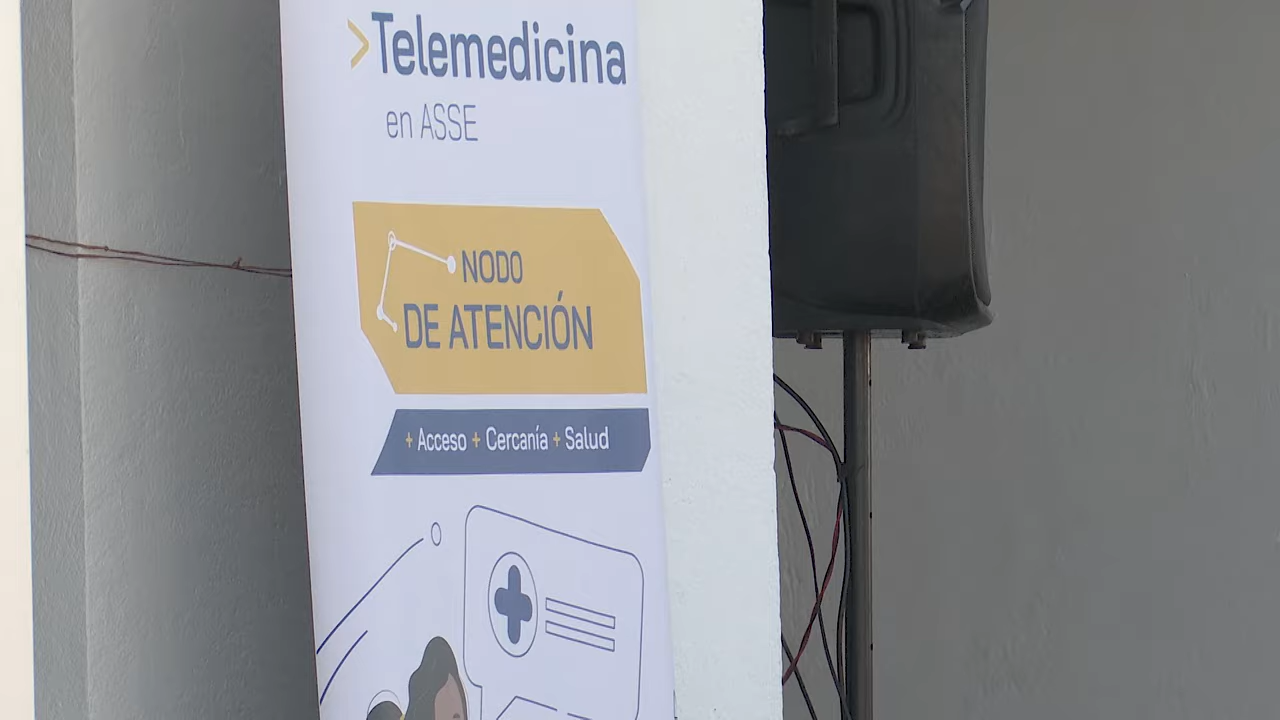 Telemedicina
en ASSE
NODO
DE ATENCIÓN
+ Acceso + Cercanía + Salud